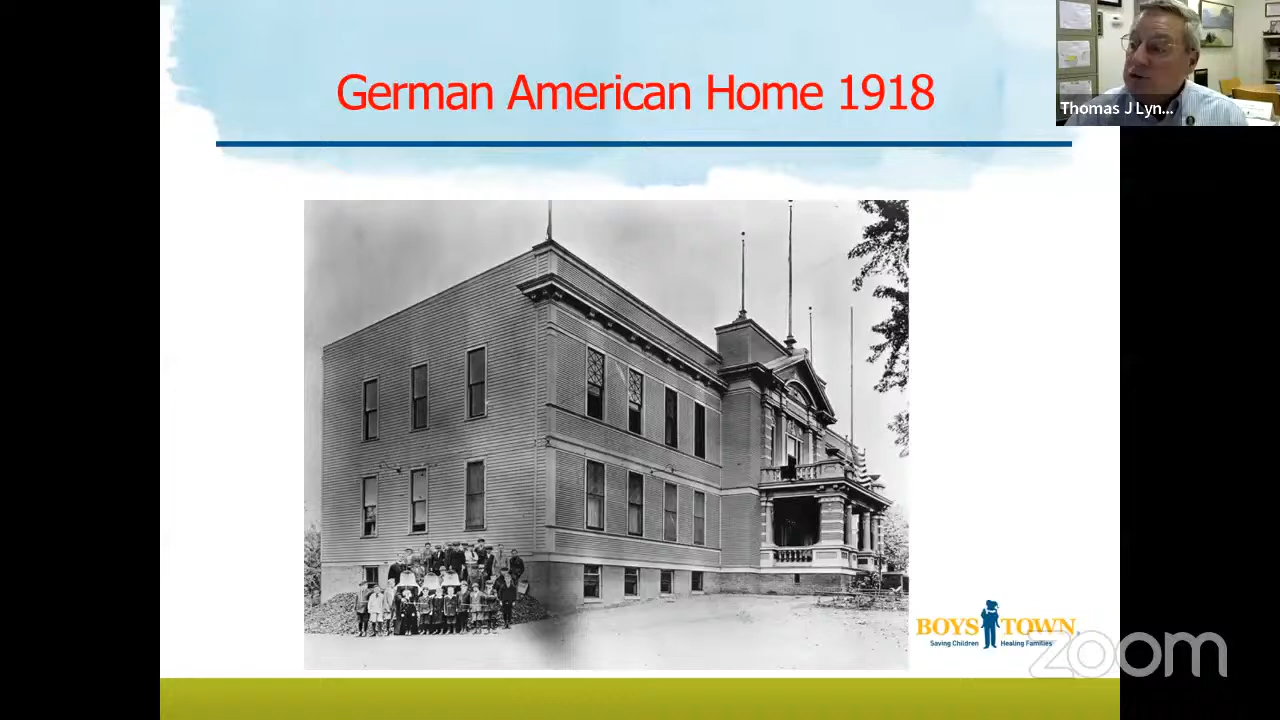 German American Home 1918
Thomas J Lyn...
BOYS TOWN
Saving Children Healing Families
zoom